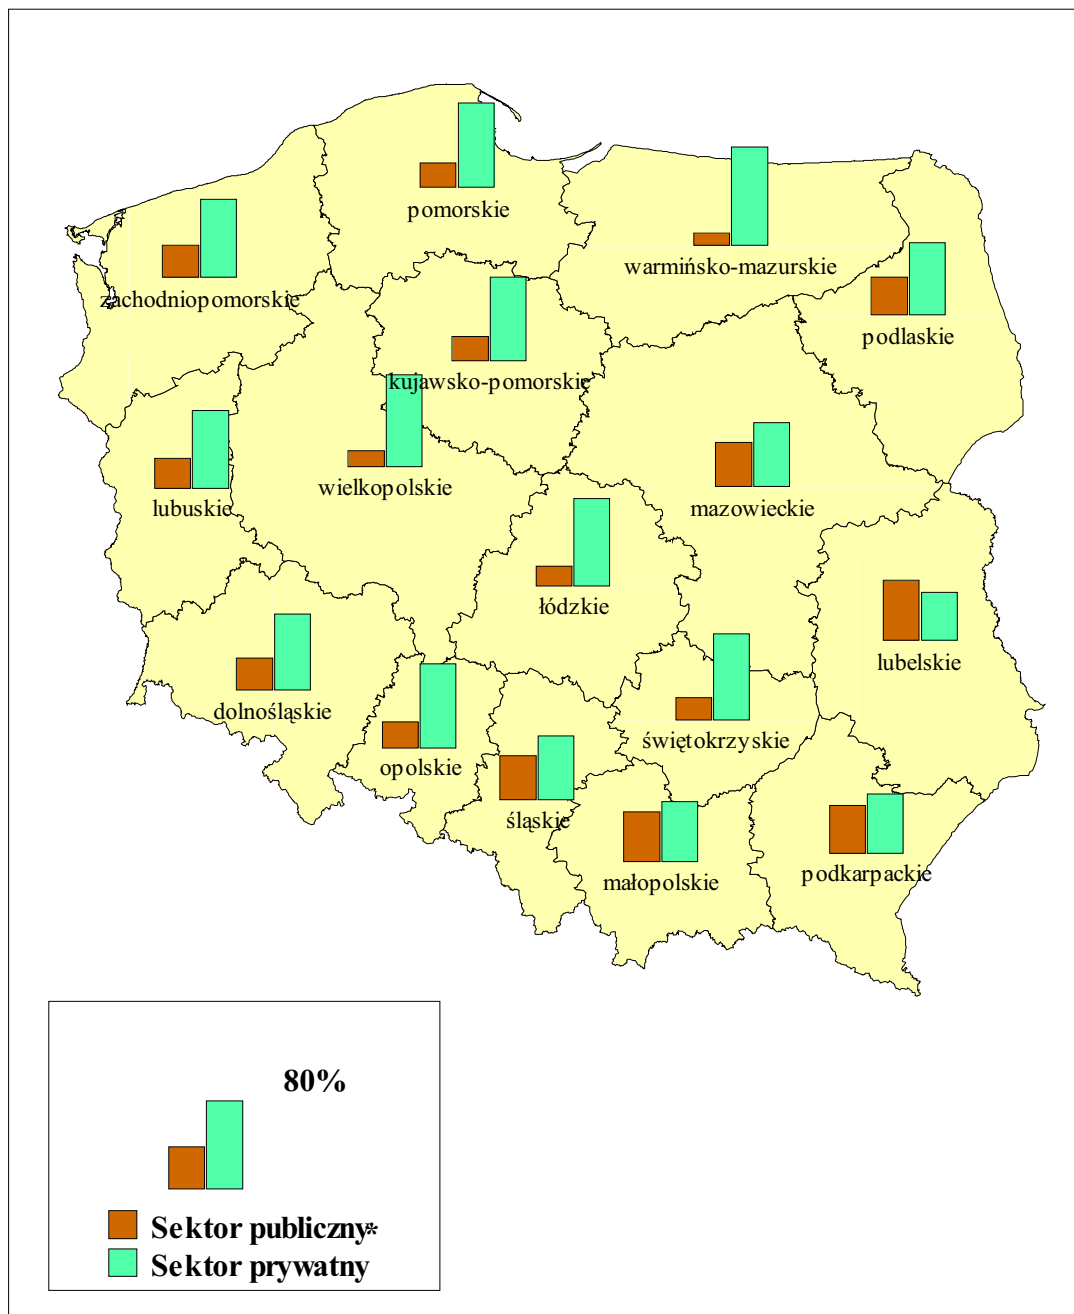 pomorskie
warmińsko-mazurskie
zachodniopomorskie
podlaskie
kujawsko-pomorskie
wielkopolskie
lubuskie
mazowieckie
łódzkie
lubelskie
dolnośląskie
świętokrzyskie
opolskie
śląskie
małopolskie
podkarpackie
80%
Sektor publiczny*
Sektor prywatny